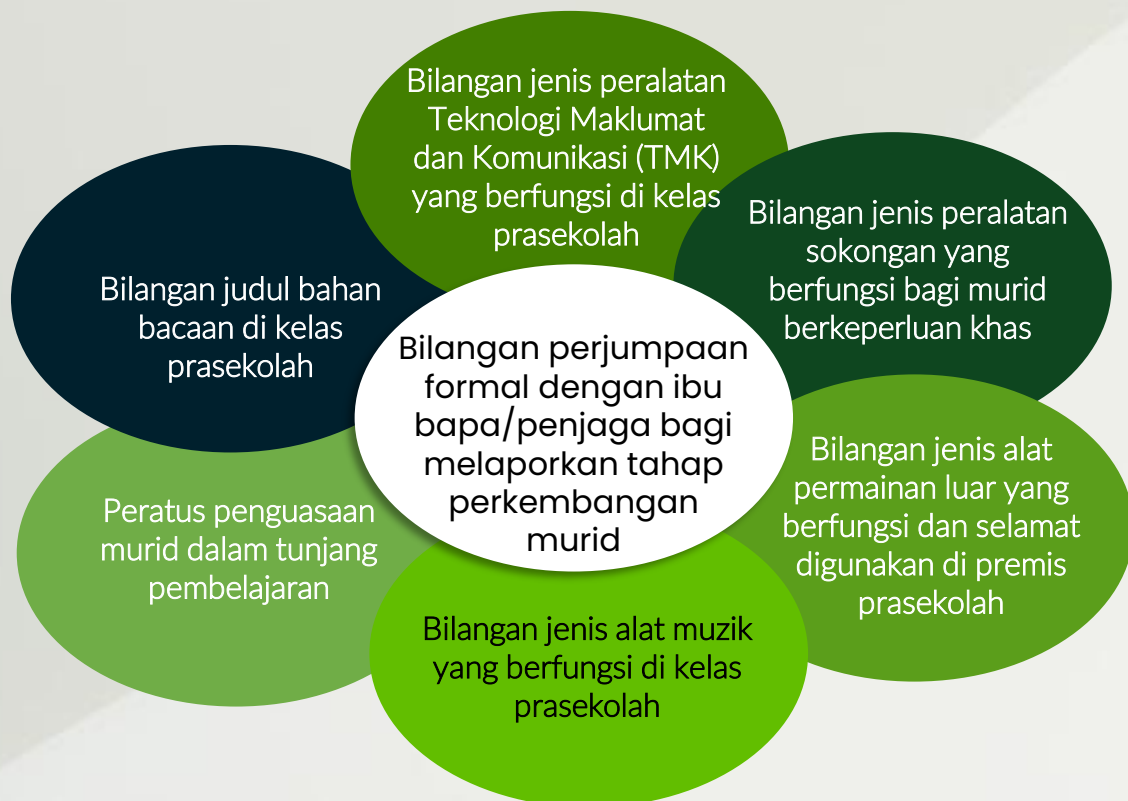 Bilangan jenis peralatan
Teknologi Maklumat
dan Komunikasi (TMK)
yang berfungsi di kelas
prasekolah
Bilangan jenis peralatan
sokongan yang
berfungsi bagi murid
berkeperluan khas
Bilangan judul bahan
bacaan di kelas
prasekolah
Bilangan perjumpaan
formal dengan ibu
bapa/penjaga bagi
melaporkan tahap
perkembangan
murid
Bilangan jenis alat
permainan luar yang
berfungsi dan selamat
digunakan di premis
prasekolah
Peratus penguasaan
murid dalam tunjang
pembelajaran
Bilangan jenis alat muzik
yang berfungsi di kelas
prasekolah